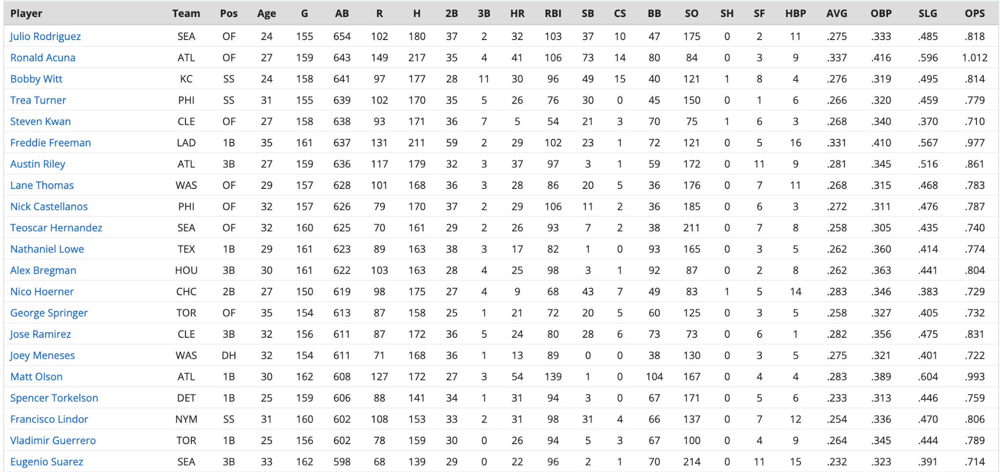 Player Team Pos Age G AB R H 2B 3B HR RBI SB CS BB SO SH SF HBP AVG OBP SLG OPS
Julio Rodriguez SEA OF 24 155 654 102 180 37 2 32 103 37 10 47 175 0 2 11 .275 .333 .485 .818
Ronald Acuna ATL OF 27 159 643 149 217 35 4 41 106 73 14 80 84 0 3 9 .337 .416 .596 1.012
Bobby Witt KC SS 24 158 641 97 177 28 11 30 96 49 15 40 121 1 8 4 .276 .319 .495 .814
Trea Turner PHI SS 31 155 639 102 170 35 5 26 76 30 0 45 150 0 1 6 .266 .320 .459 .779
Steven Kwan CLE OF 27 158 638 93 171 36 7 5 54 21 3 70 75 1 6 3 .268 .340 .370 .710
Freddie Freeman LAD 1B 35 161 637 131 211 59 2 29 102 23 1 72 121 0 5 16 .331 .410 .567 .977
Austin Riley ATL 3B 27 159 636 117 179 32 3 37 97 3 1 59 172 0 11 9 .281 .345 .516 .861
Lane Thomas WAS OF 29 157 628 101 168 36 3 28 86 20 5 36 176 0 7 11 .268 .315 .468 .783
Nick Castellanos PHI OF 32 157 626 79 170 37 2 29 106 11 2 36 185 0 6 3 .272 .311 .476 .787
Teoscar Hernandez SEA OF 32 160 625 70 161 29 2 26 93 7 2 38 211 0 7 8 .258 .305 .435 .740
Nathaniel Lowe TEX 1B 29 161 623 89 163 38 3 17 82 1 0 93 165 0 3 5 .262 .360 .414 .774
Alex Bregman HOU 3B 30 161 622 103 163 28 4 25 98 3 1 92 87 0 2 8 .262 .363 .441 .804
Nico Hoerner CHC 2B 27 150 619 98 175 27 4 9 68 43 7 49 83 1 5 14 .283 .346 .383 .729
George Springer TOR OF 35 154 613 87 158 25 1 21 72 20 5 60 125 0 3 5 .258 .327 .405 .732
Jose Ramirez CLE 3B 32 156 611 87 172 36 5 24 80 28 6 73 73 0 6 1 .282 .356 .475 .831
Joey Meneses WAS DH 32 154 611 71 168 36 1 13 89 0 0 38 130 0 3 5 .275 .321 .401 .722
Matt Olson ATL 1B 30 162 608 127 172 27 3 54 139 1 0 104 167 0 4 4 .283 .389 .604 .993
Spencer Torkelson DET 1B 25 159 606 88 141 34 1 31 94 3 0 67 171 0 5 6 .233 .313 .446 .759
Francisco Lindor NYM SS 31 160 602 108 153 33 2 31 98 31 4 66 137 0 7 12 .254 .336 .470 .806
Vladimir Guerrero TOR 1B 25 156 602 78 159 30 0 26 94 5 3 67 100 0 4 9 .264 .345 .444 .789
Eugenio Suarez SEA 3B 33 162 598 68 139 29 0 22 96 2 1 70 214 0 11 15 .232 .323 .391 .714